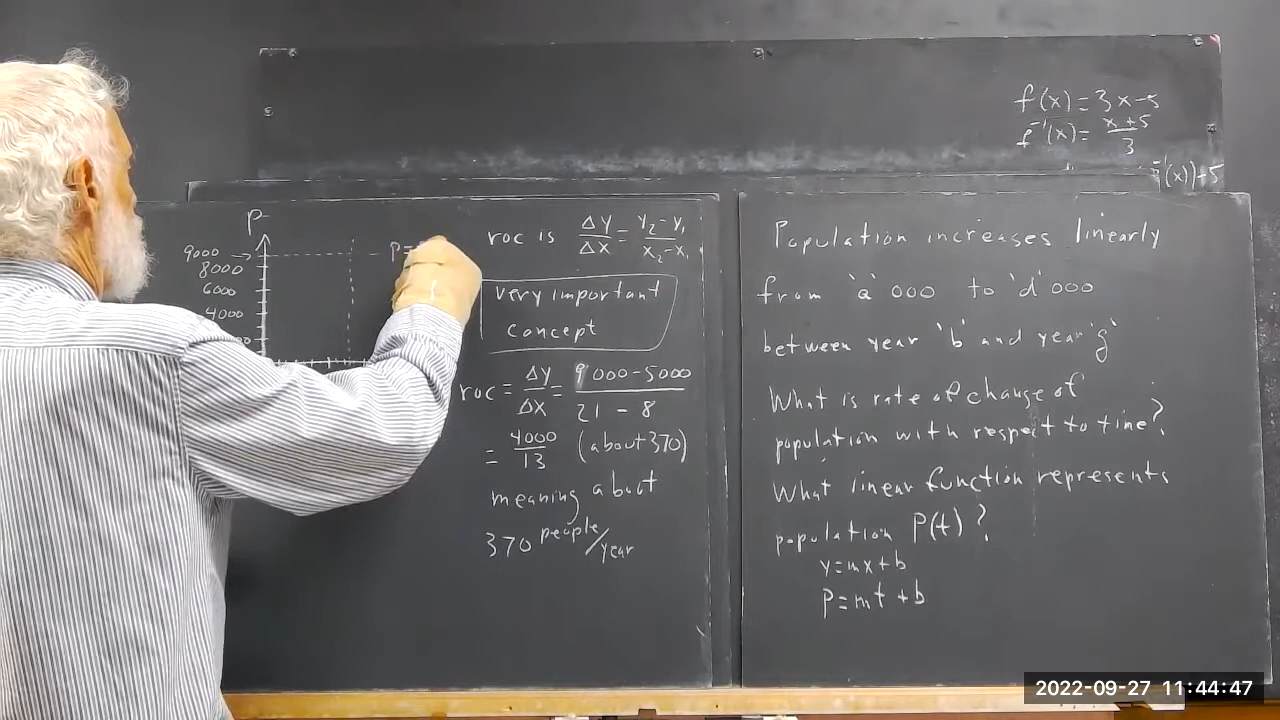 f(x)=3x-5
f⁻¹(x)= x+5/3
⁻¹(x))+5
P
9000
8000
6000
4000
P=
roc is ΔY/ΔX = Y₂-Y₁/X₂-X₁
very important
concept
roc = ΔY/ΔX = 9000-5000/21-8
= 4000/13 (about 370)
meaning about
370 people/year
Population increases linearly
from 'a' 000 to 'd' 000
between year 'b' and year 'g'
What is rate of change of
population with respect to time?
What linear function represents
population P(t)?
y=mx+b
P=mt+b
2022-09-27 11:44:47